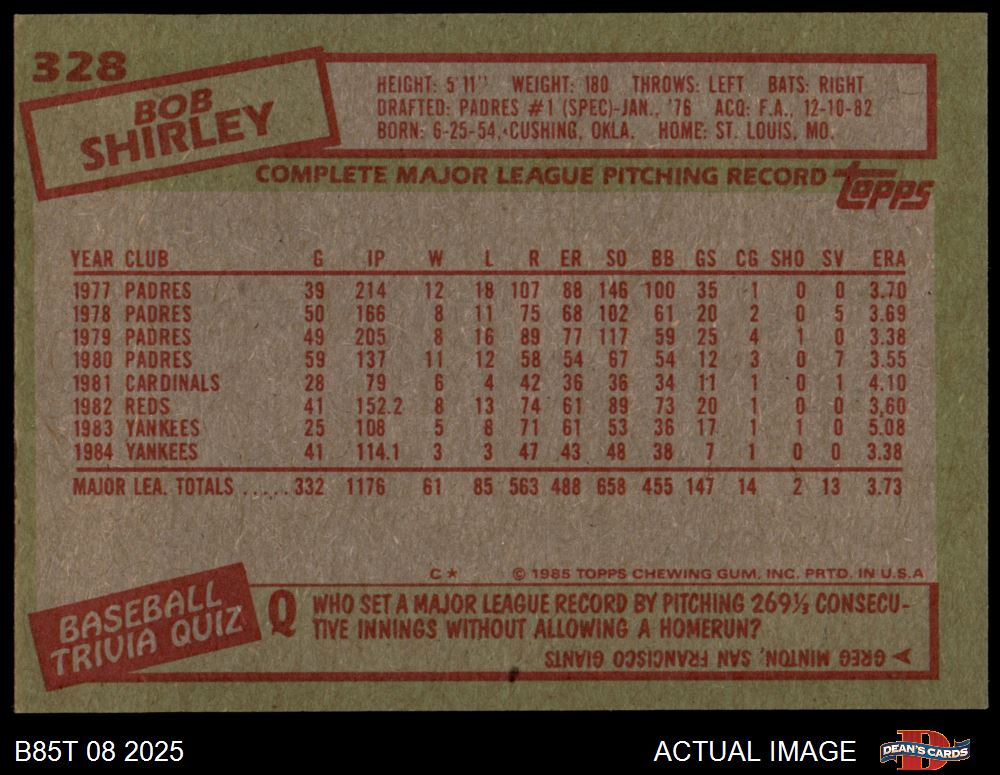 328
BOB
SHIRLEY
HEIGHT: 5'11" WEIGHT: 180 THROWS: LEFT BATS: RIGHT
DRAFTED: PADRES #1 (SPEC)-JAN., '76 ACQ: F.A., 12-10-82
BORN: 6-25-54, CUSHING, OKLA. HOME: ST. LOUIS, MO.
COMPLETE MAJOR LEAGUE PITCHING RECORD topps
YEAR CLUB G IP W L R ER SO BB GS CG SHO SV ERA
1977 PADRES 39 214 12 18 107 88 146 100 35 1 0 0 3.70
1978 PADRES 50 166 8 11 75 68 102 61 20 2 0 5 3.69
1979 PADRES 49 205 8 16 89 77 117 59 25 4 1 0 3.38
1980 PADRES 59 137 11 12 58 54 67 54 12 3 0 7 3.55
1981 CARDINALS 28 79 6 4 42 36 36 34 11 1 0 1 4.10
1982 REDS 41 152.2 8 13 74 61 89 73 20 1 0 0 3.60
1983 YANKEES 25 108 5 8 71 61 53 36 17 1 1 0 5.08
1984 YANKEES 41 114.1 3 3 47 43 48 38 7 1 0 0 3.38
MAJOR LEA. TOTALS ..... 332 1176 61 85 563 488 658 455 147 14 2 13 3.73
C* © 1985 TOPPS CHEWING GUM, INC. PRTD. IN U.S.A
BASEBALL
TRIVIA QUIZ
Q WHO SET A MAJOR LEAGUE RECORD BY PITCHING 269⅓ CONSECU-
TIVE INNINGS WITHOUT ALLOWING A HOMERUN?
A GREG MINTON, SAN FRANCISCO GIANTS
B85T 08 2025
ACTUAL IMAGE
DEAN'S CARDS